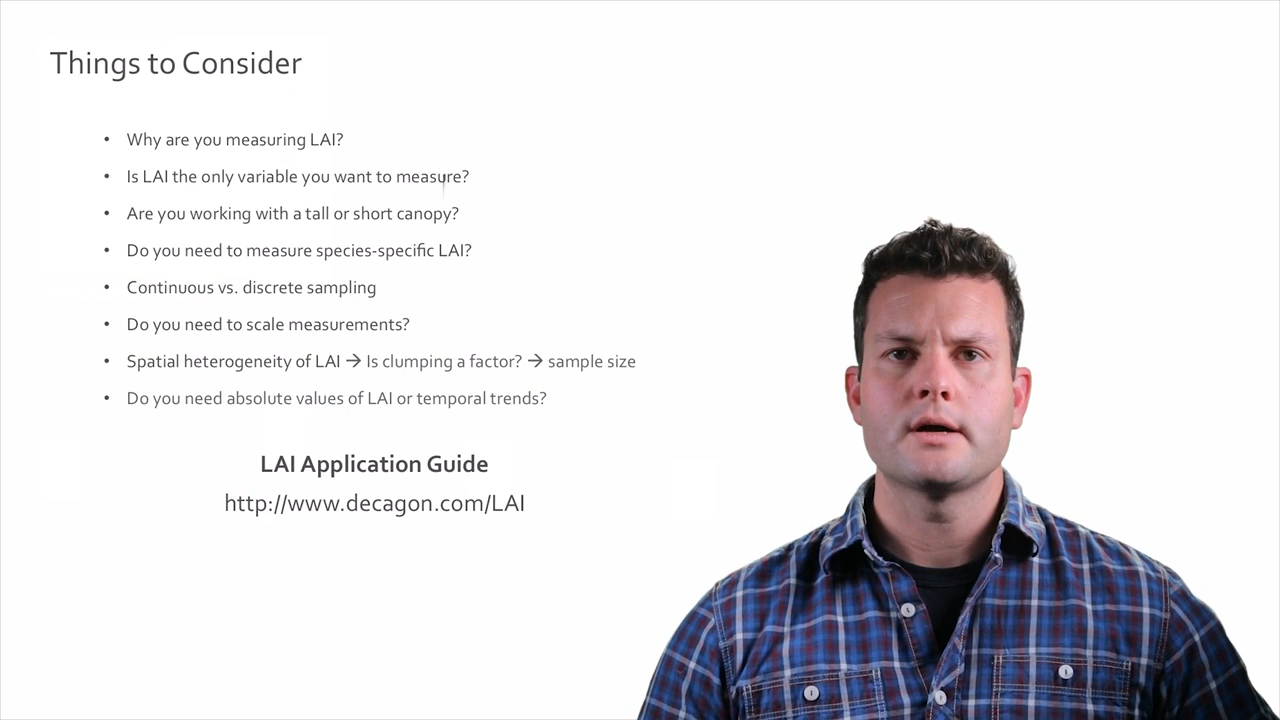 Things to Consider
• Why are you measuring LAI?
• Is LAI the only variable you want to measure?
• Are you working with a tall or short canopy?
• Do you need to measure species-specific LAI?
• Continuous vs. discrete sampling
• Do you need to scale measurements?
• Spatial heterogeneity of LAI → Is clumping a factor? → sample size
• Do you need absolute values of LAI or temporal trends?
LAI Application Guide
http://www.decagon.com/LAI